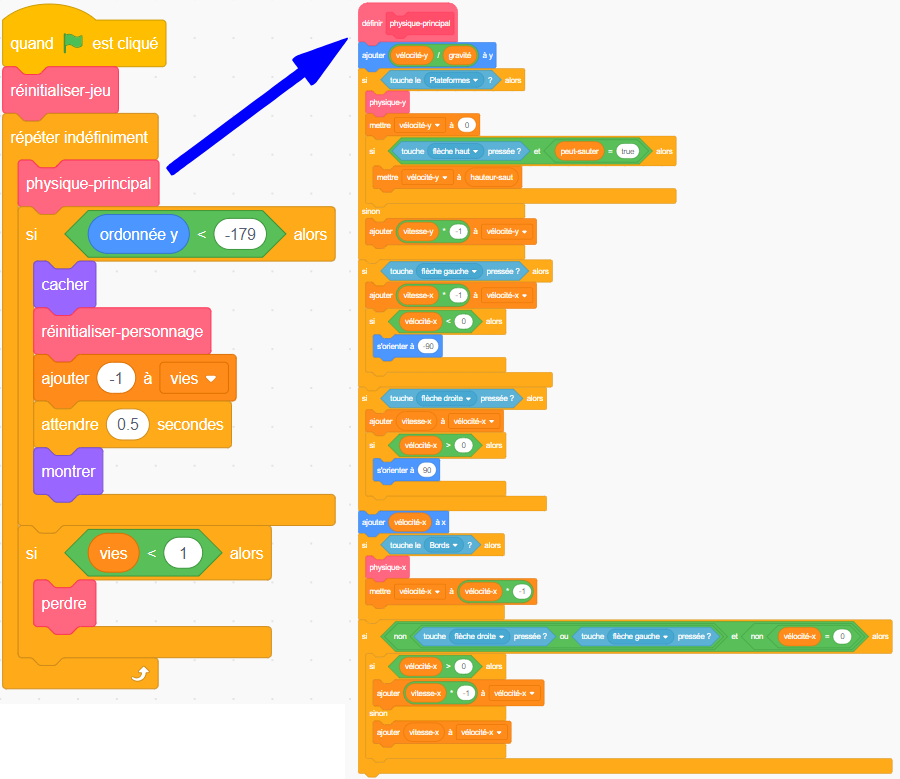 quand est cliqué
réinitialiser-jeu
répéter indéfiniment
physique-principal
si ordonnée y < -179 alors
cacher
réinitialiser-personnage
ajouter -1 à vies
attendre 0.5 secondes
montrer
si vies < 1 alors
perdre
définir physique-principal
ajouter vélocité-y / gravité à y
si touche le Plateformes ? alors
physique-y
mettre vélocité-y à 0
si touche flèche haut pressée ? et peut-sauter = true alors
mettre vélocité-y à hauteur-saut
sinon
ajouter vitesse-y * -1 à vélocité-y
si touche flèche gauche pressée ? alors
ajouter vitesse-x * -1 à vélocité-x
si vélocité-x < 0 alors
s'orienter à -90
si touche flèche droite pressée ? alors
ajouter vitesse-x à vélocité-x
si vélocité-x > 0 alors
s'orienter à 90
ajouter vélocité-x à x
si touche le Bords ? alors
physique-x
mettre vélocité-x à vélocité-x * -1
si non touche flèche droite pressée ? ou touche flèche gauche pressée ? et non vélocité-x = 0 alors
si vélocité-x > 0 alors
ajouter vitesse-x * -1 à vélocité-x
sinon
ajouter vitesse-x à vélocité-x